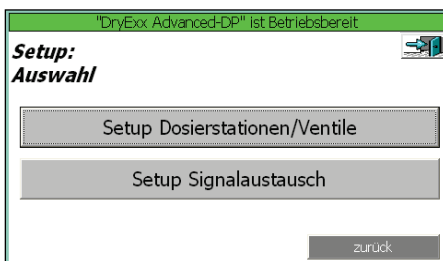 "DryExx Advanced-DP" ist Betriebsbereit
Setup:
Auswahl
Setup Dosierstationen/Ventile
Setup Signalaustausch
zurück